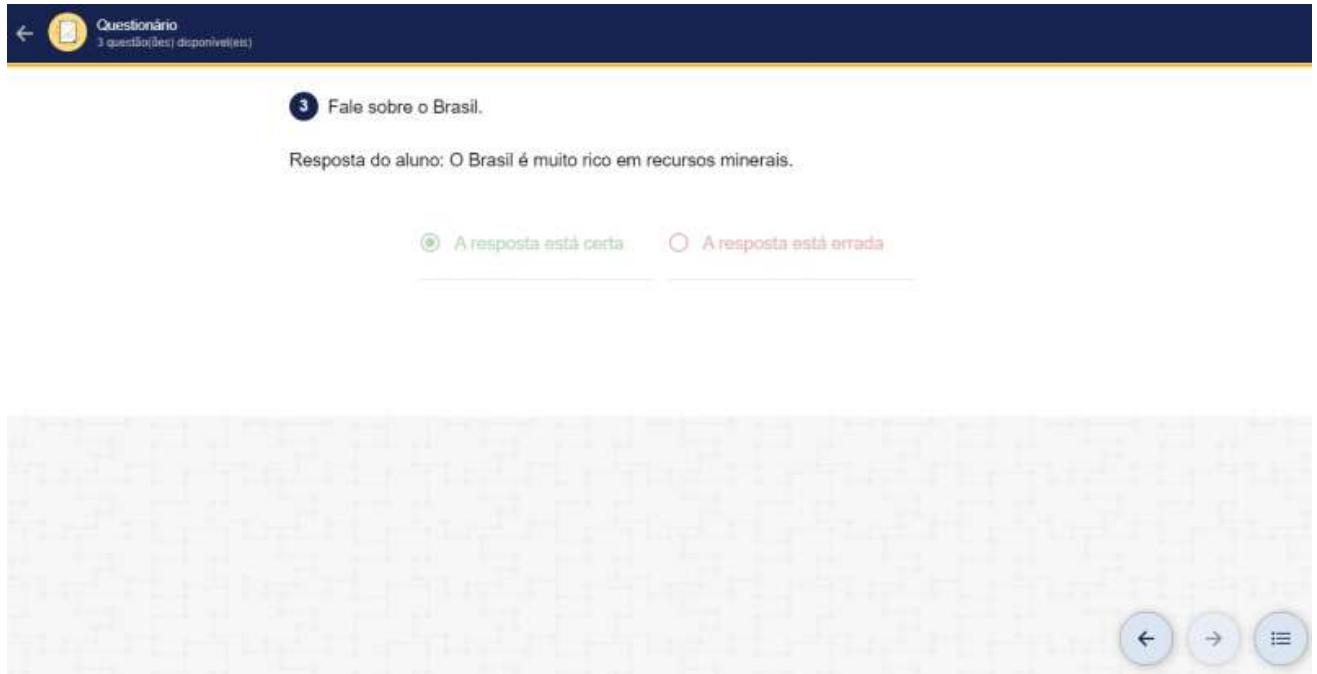 Questionário
3 questão(ões) disponível(eis)
3 Fale sobre o Brasil.
Resposta do aluno: O Brasil é muito rico em recursos minerais.
A resposta está certa
A resposta está errada